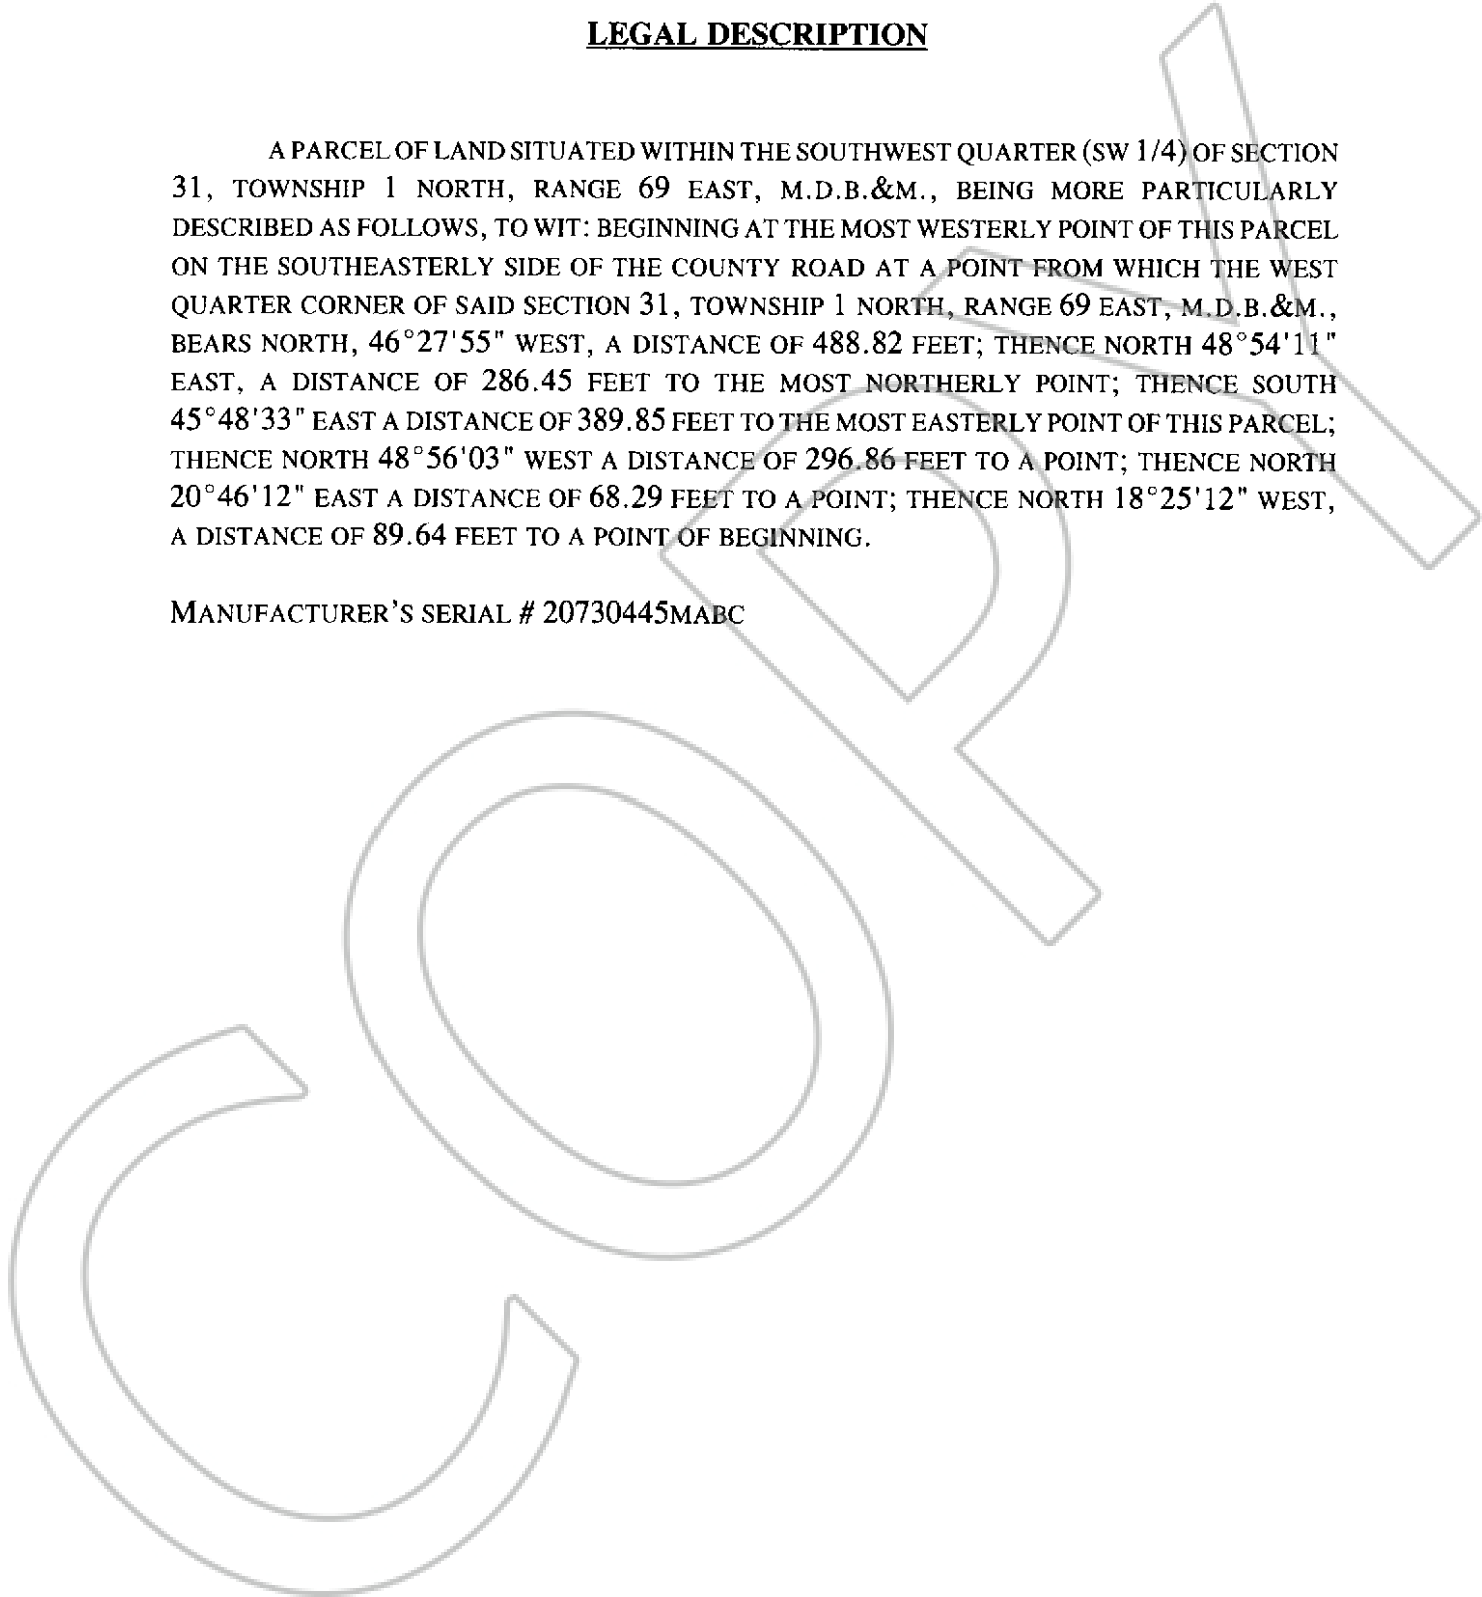 LEGAL DESCRIPTION
A PARCEL OF LAND SITUATED WITHIN THE SOUTHWEST QUARTER (SW 1/4) OF SECTION
31, TOWNSHIP 1 NORTH, RANGE 69 EAST, M.D.B.&M., BEING MORE PARTICULARLY
DESCRIBED AS FOLLOWS, TO WIT: BEGINNING AT THE MOST WESTERLY POINT OF THIS PARCEL
ON THE SOUTHEASTERLY SIDE OF THE COUNTY ROAD AT A POINT FROM WHICH THE WEST
QUARTER CORNER OF SAID SECTION 31, TOWNSHIP 1 NORTH, RANGE 69 EAST, M.D.B.&M.,
BEARS NORTH, 46°27'55" WEST, A DISTANCE OF 488.82 FEET; THENCE NORTH 48°54'11"
EAST, A DISTANCE OF 286.45 FEET TO THE MOST NORTHERLY POINT; THENCE SOUTH
45°48'33" EAST A DISTANCE OF 389.85 FEET TO THE MOST EASTERLY POINT OF THIS PARCEL;
THENCE NORTH 48°56'03" WEST A DISTANCE OF 296.86 FEET TO A POINT; THENCE NORTH
20°46'12" EAST A DISTANCE OF 68.29 FEET TO A POINT; THENCE NORTH 18°25'12" WEST,
A DISTANCE OF 89.64 FEET TO A POINT OF BEGINNING.
MANUFACTURER'S SERIAL # 20730445MABC
COPY